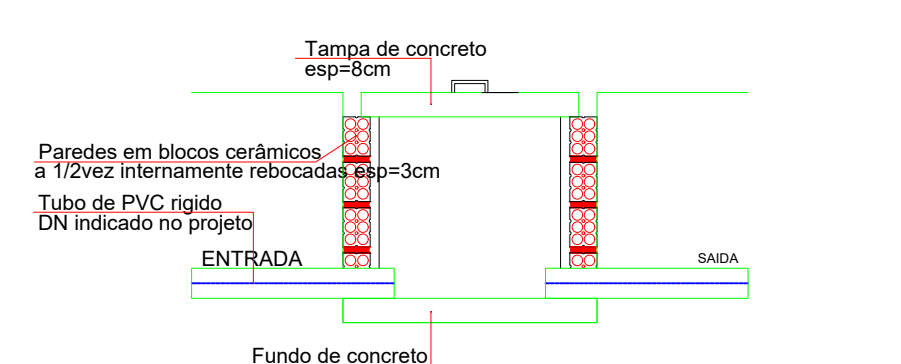 Tampa de concreto
esp=8cm
Paredes em blocos cerâmicos
a 1/2vez internamente rebocadas esp=3cm
Tubo de PVC rigido
DN indicado no projeto
ENTRADA
SAIDA
Fundo de concreto